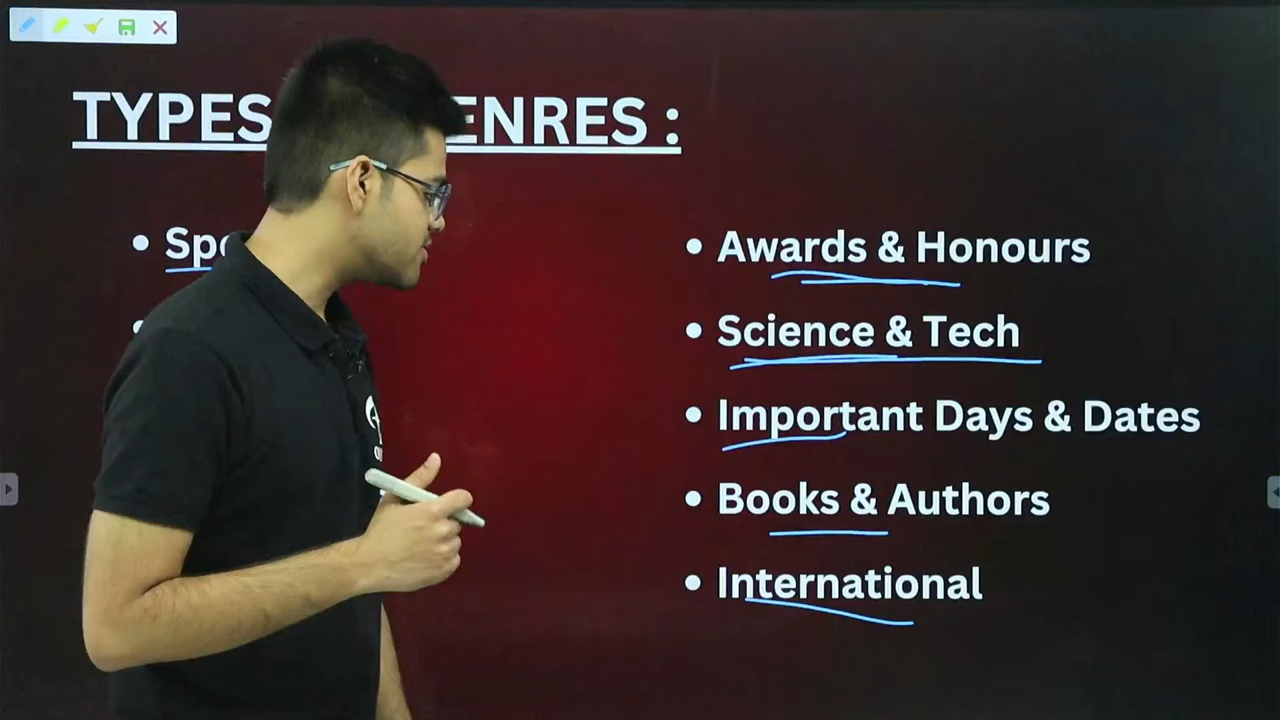 TYPES ENRES :
• Awards & Honours
• Science & Tech
• Important Days & Dates
• Books & Authors
• International